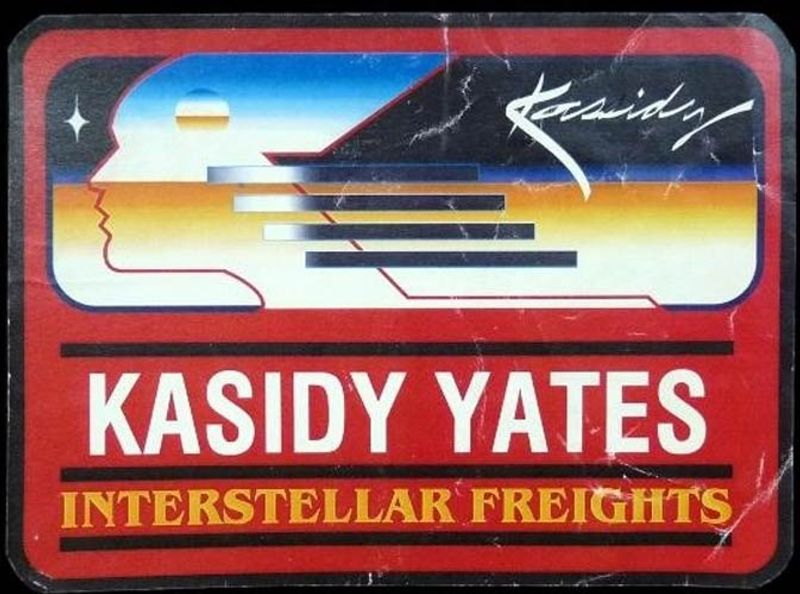 Kasidy
KASIDY YATES
INTERSTELLAR FREIGHTS